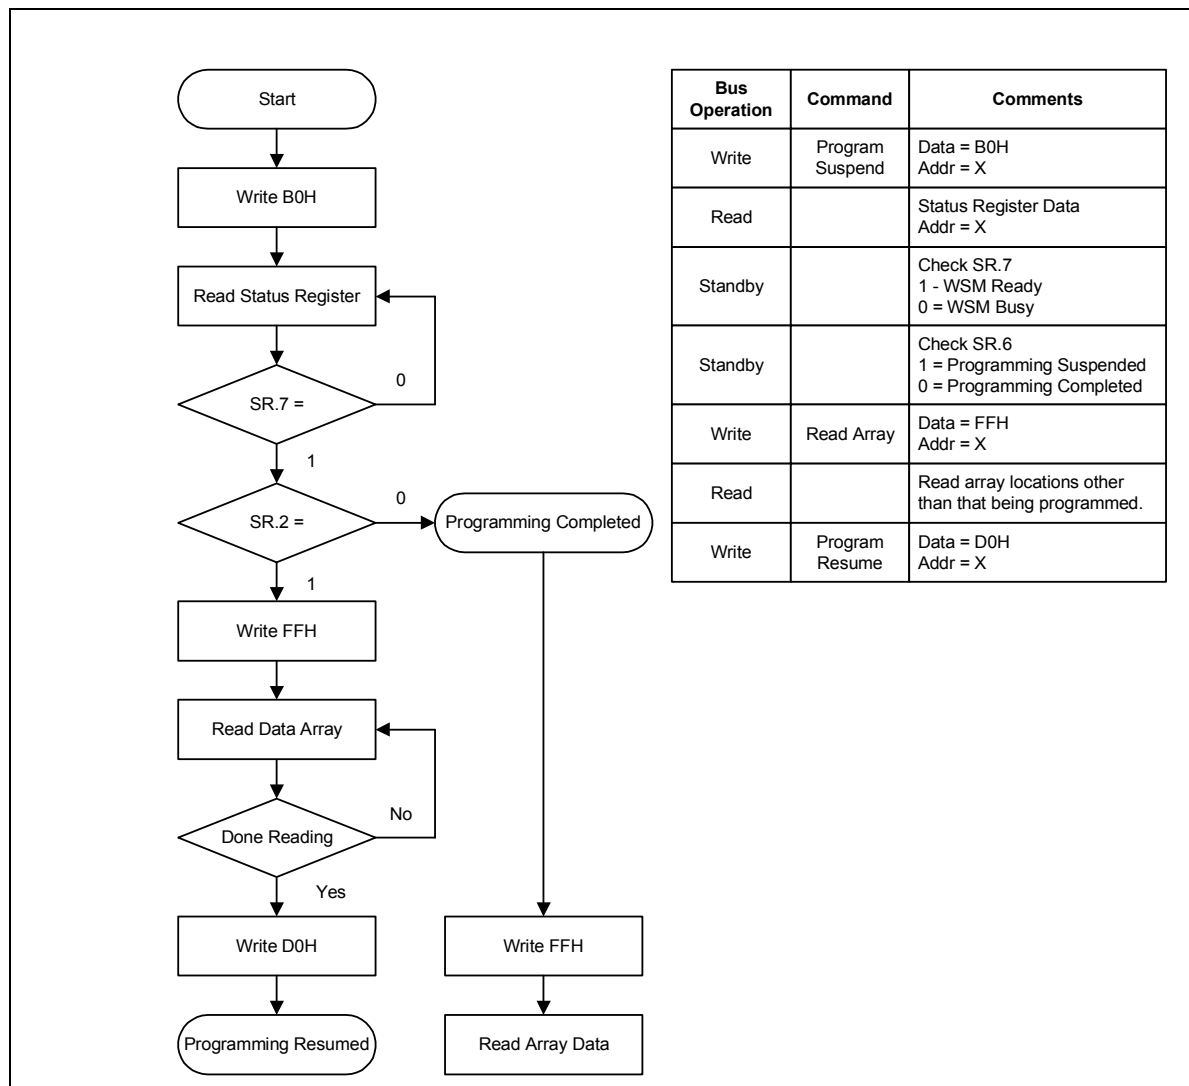 Start
Write B0H
Read Status Register
0
SR.7 =
1
0
SR.2 =
Programming Completed
1
Write FFH
Read Data Array
No
Done Reading
Yes
Write D0H
Write FFH
Programming Resumed
Read Array Data
Bus
Operation
Command
Comments
Write
Program
Suspend
Data = B0H
Addr = X
Read
Status Register Data
Addr = X
Standby
Check SR.7
1 - WSM Ready
0 = WSM Busy
Standby
Check SR.6
1 = Programming Suspended
0 = Programming Completed
Write
Read Array
Data = FFH
Addr = X
Read
Read array locations other
than that being programmed.
Write
Program
Resume
Data = D0H
Addr = X